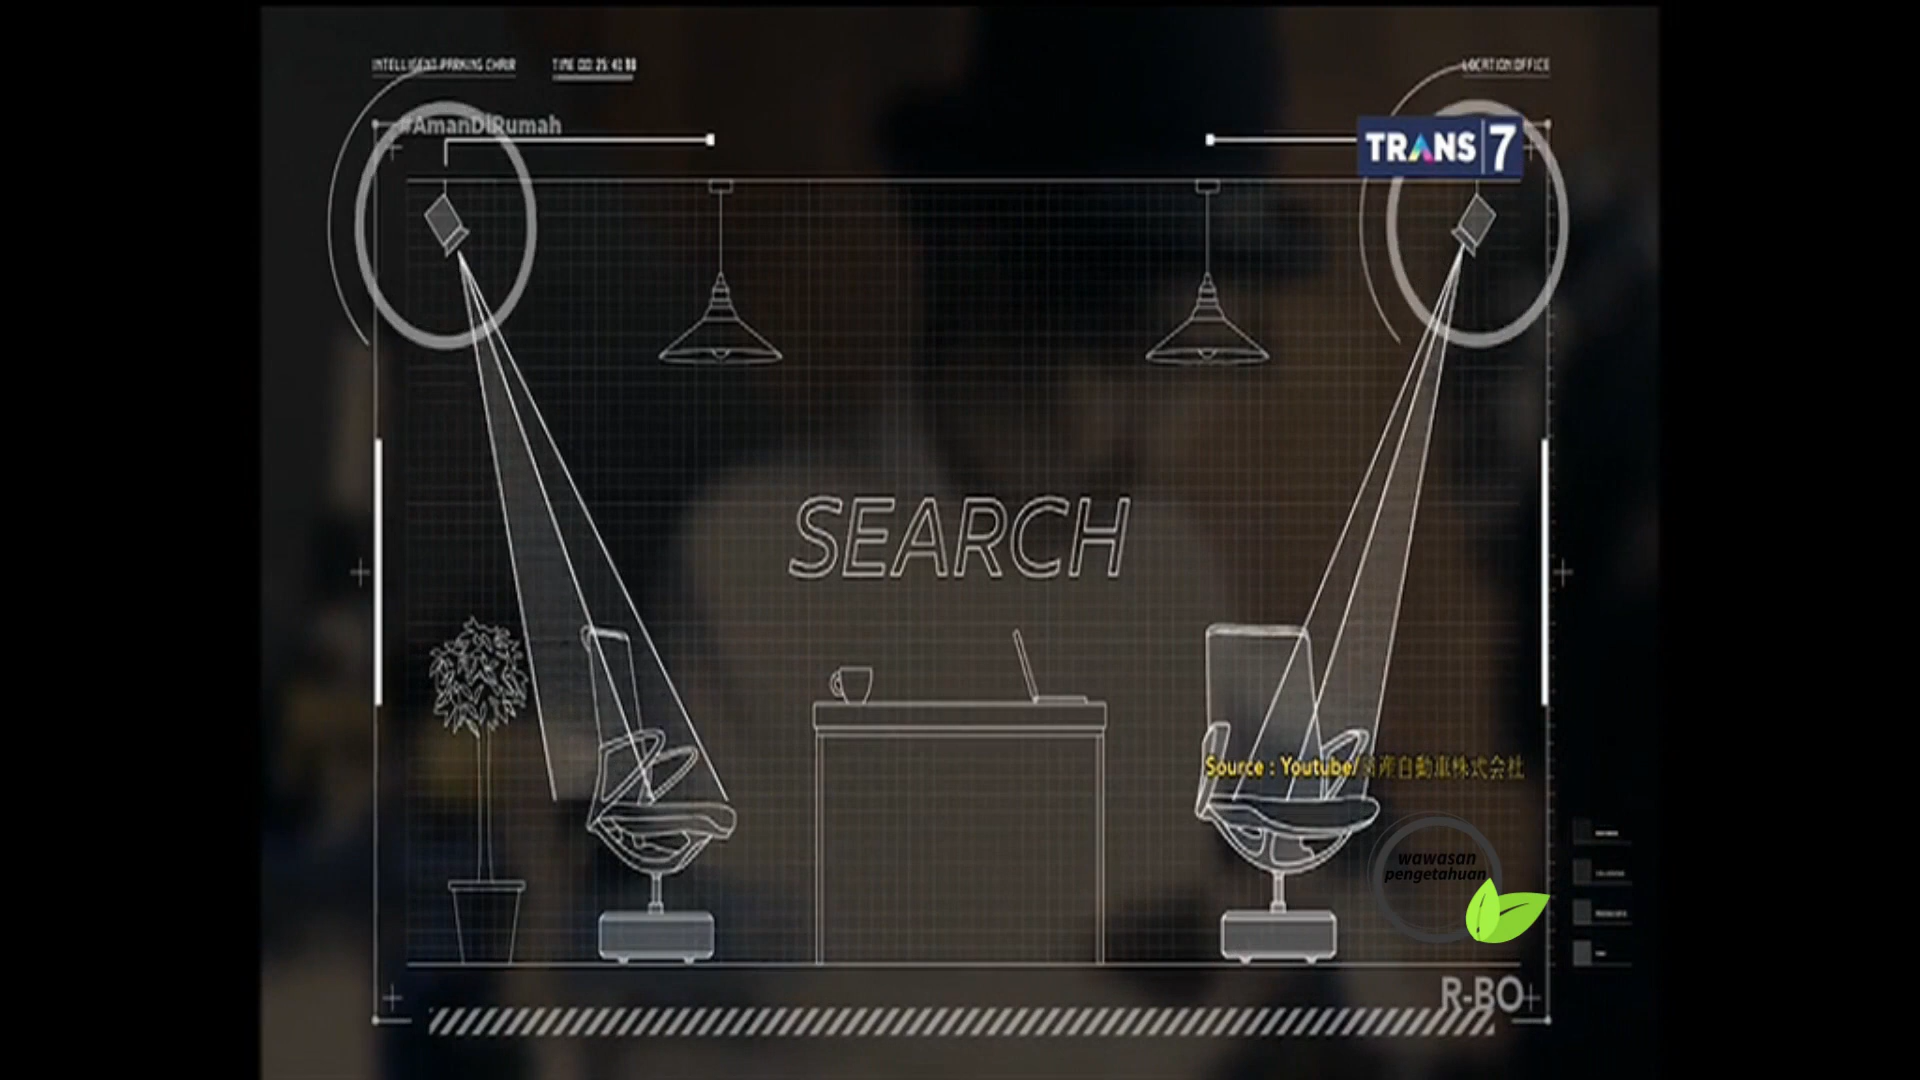 INTELLIGENT PARKING CHAIR
LOCATION OFFICE
#AmanDiRumah
TRANS|7
SEARCH
Source : Youtube/日産自動車株式会社
wawasan
pengetahuan
R-BO